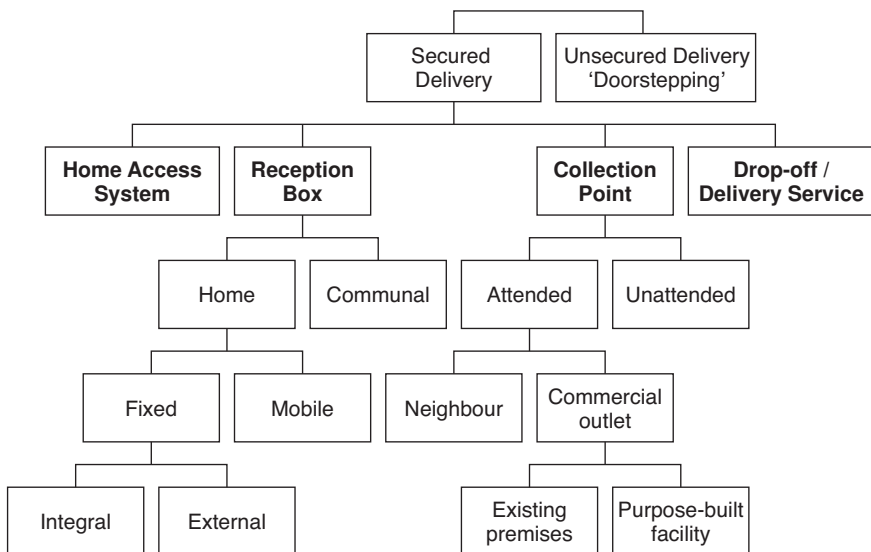 Secured
Delivery
Unsecured Delivery
‘Doorstepping’
Home Access
System
Reception
Box
Collection
Point
Drop-off /
Delivery Service
Home
Communal
Attended
Unattended
Fixed
Mobile
Neighbour
Commercial
outlet
Integral
External
Existing
premises
Purpose-built
facility